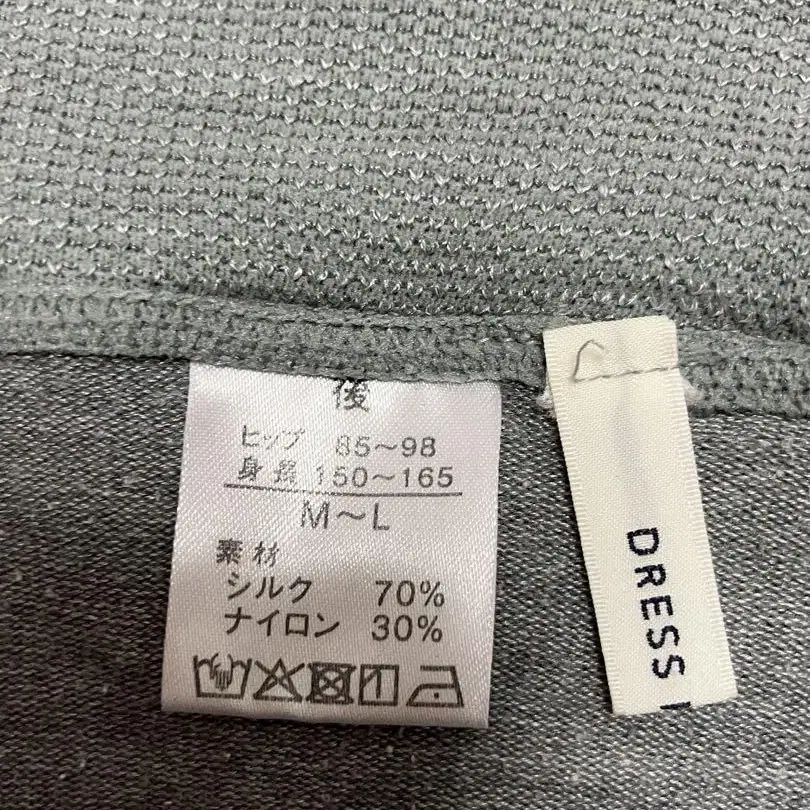 後
ヒップ 85～98
身長 150～165
M～L
素材
シルク 70%
ナイロン 30%
DRESS